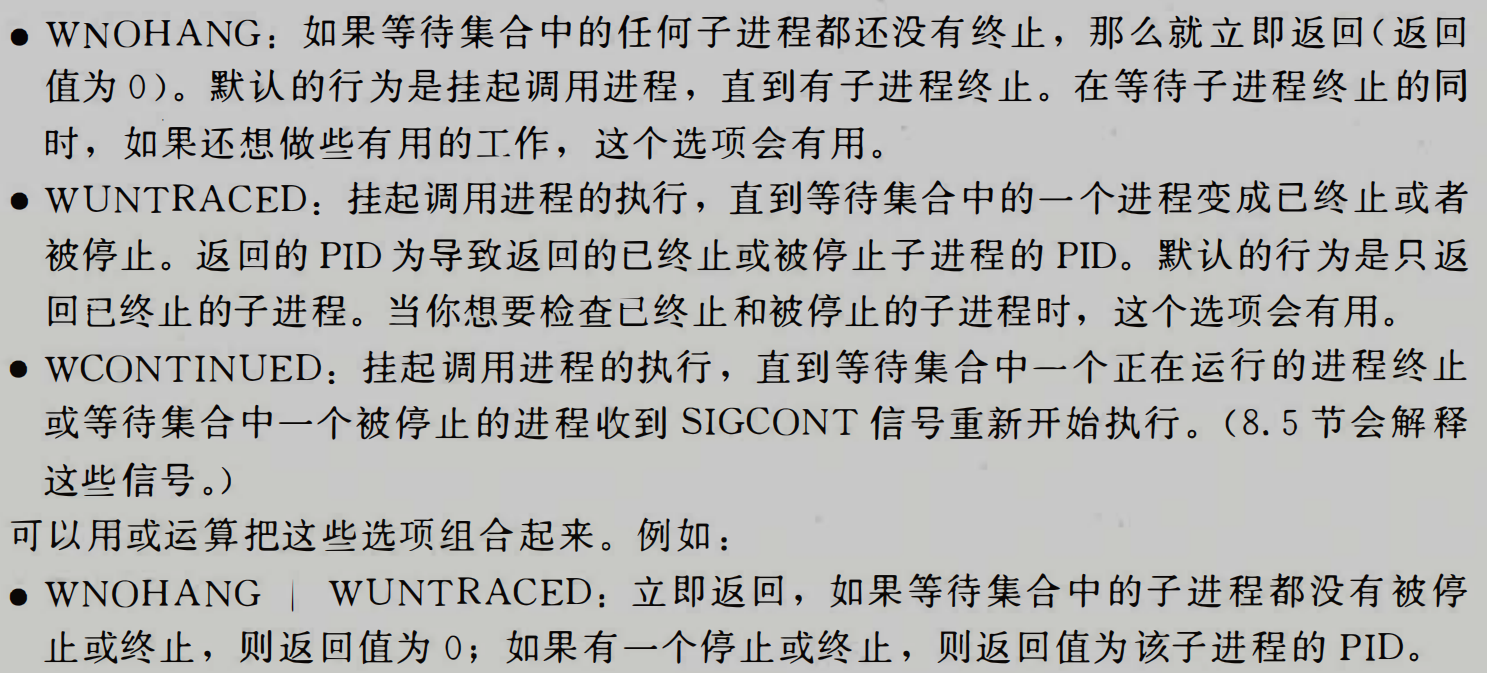 ● WNOHANG：如果等待集合中的任何子进程都还没有终止，那么就立即返回(返回
值为 0)。默认的行为是挂起调用进程，直到有子进程终止。在等待子进程终止的同
时，如果还想做些有用的工作，这个选项会有用。
● WUNTRACED：挂起调用进程的执行，直到等待集合中的一个进程变成已终止或者
被停止。返回的 PID 为导致返回的已终止或被停止子进程的 PID。默认的行为是只返
回已终止的子进程。当你想要检查已终止和被停止的子进程时，这个选项会有用。
● WCONTINUED：挂起调用进程的执行，直到等待集合中一个正在运行的进程终止
或等待集合中一个被停止的进程收到 SIGCONT 信号重新开始执行。(8.5 节会解释
这些信号。)
可以用或运算把这些选项组合起来。例如：
● WNOHANG | WUNTRACED：立即返回，如果等待集合中的子进程都没有被停
止或终止，则返回值为 0；如果有一个停止或终止，则返回值为该子进程的 PID。